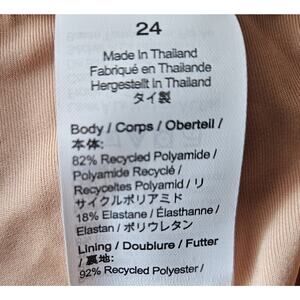 24
Made In Thailand
Fabriqué en Thailande
Hergestellt In Thailand
タイ製
Body / Corps / Oberteil /
本体:
82% Recycled Polyamide /
Polyamide Recyclé /
Recyceltes Polyamid / リ
サイクルポリアミド
18% Elastane / Élasthanne /
Elastan / ポリウレタン
Lining / Doublure / Futter
/ 裏地:
92% Recycled Polyester /